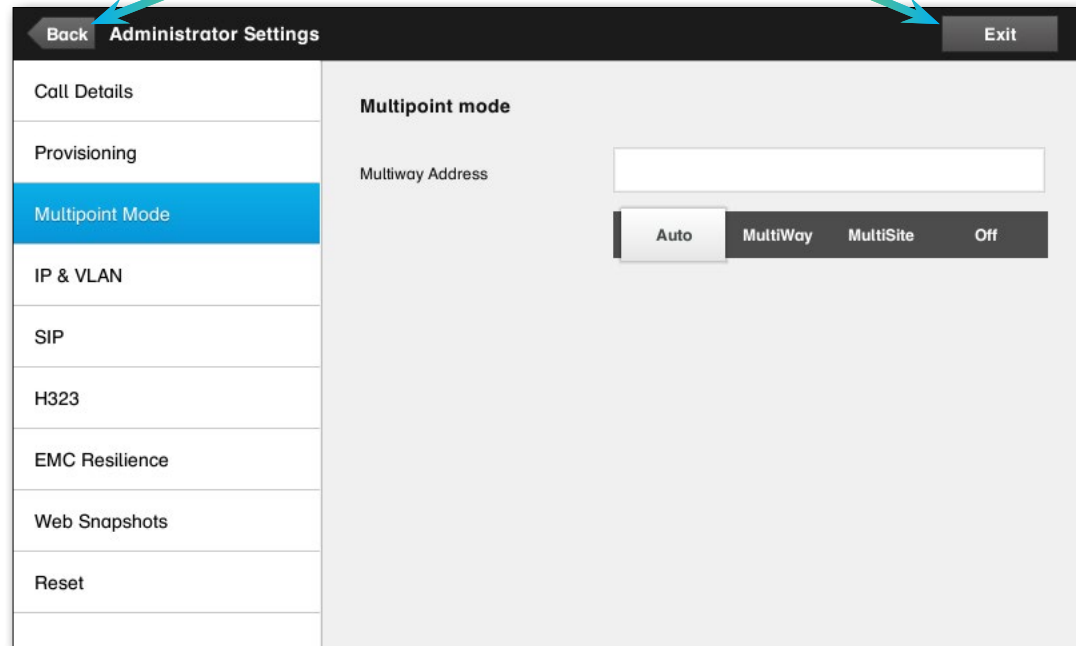 Back Administrator Settings Exit
Call Details
Provisioning
Multipoint Mode
IP & VLAN
SIP
H323
EMC Resilience
Web Snapshots
Reset
Multipoint mode
Multiway Address
Auto MultiWay MultiSite Off